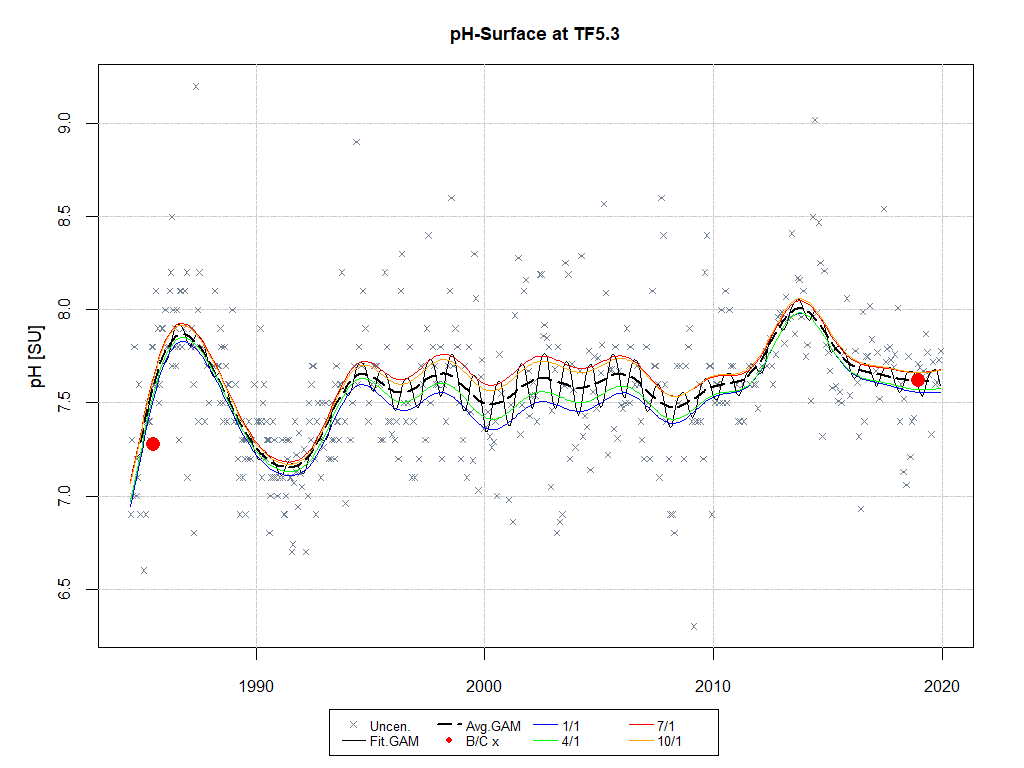 pH-Surface at TF5.3
pH [SU]
9.0
8.5
8.0
7.5
7.0
6.5
1990 2000 2010 2020
Uncen. Avg.GAM 1/1 7/1
Fit.GAM B/C x 4/1 10/1